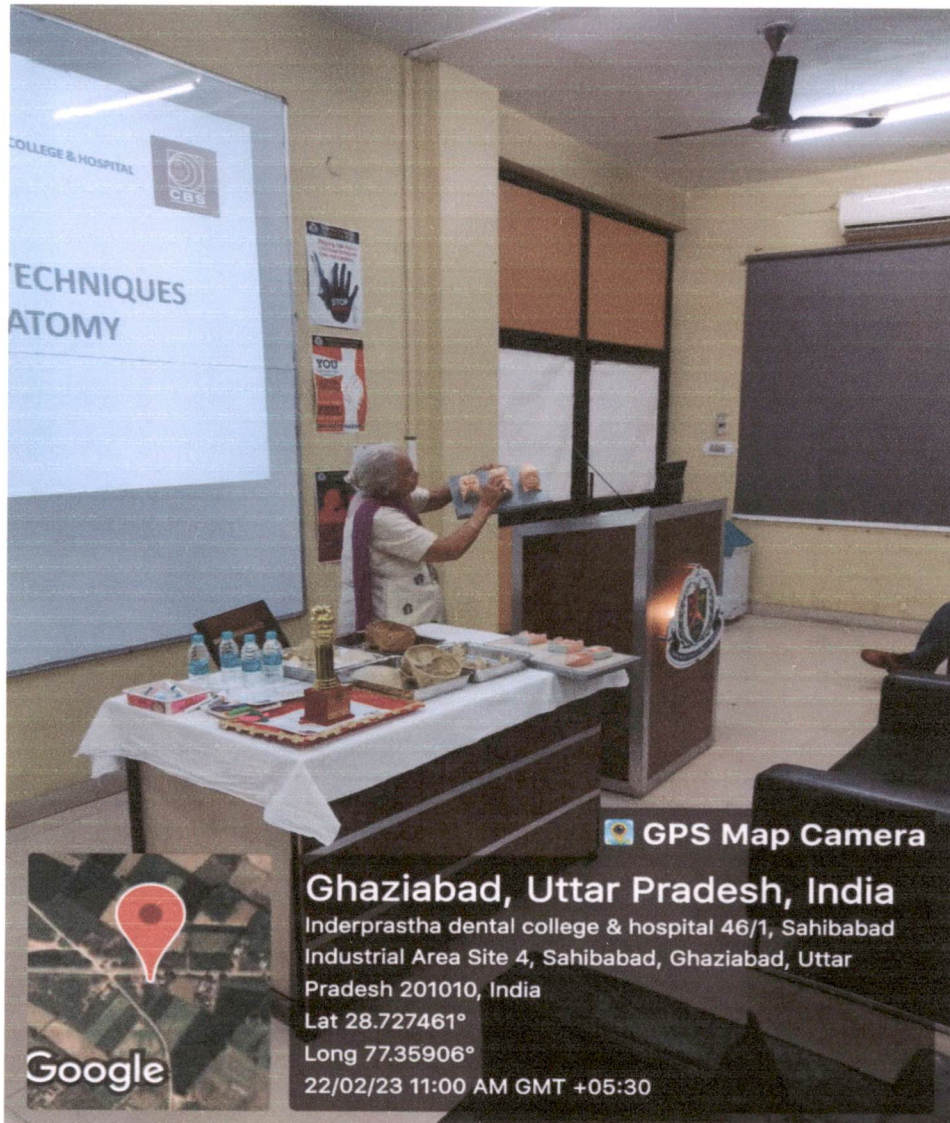 COLLEGE & HOSPITAL
CBS
TECHNIQUES
ATOMY
STOP
YOU
GPS Map Camera
Ghaziabad, Uttar Pradesh, India
Inderprastha dental college & hospital 46/1, Sahibabad
Industrial Area Site 4, Sahibabad, Ghaziabad, Uttar
Pradesh 201010, India
Lat 28.727461°
Long 77.35906°
22/02/23 11:00 AM GMT +05:30
Google